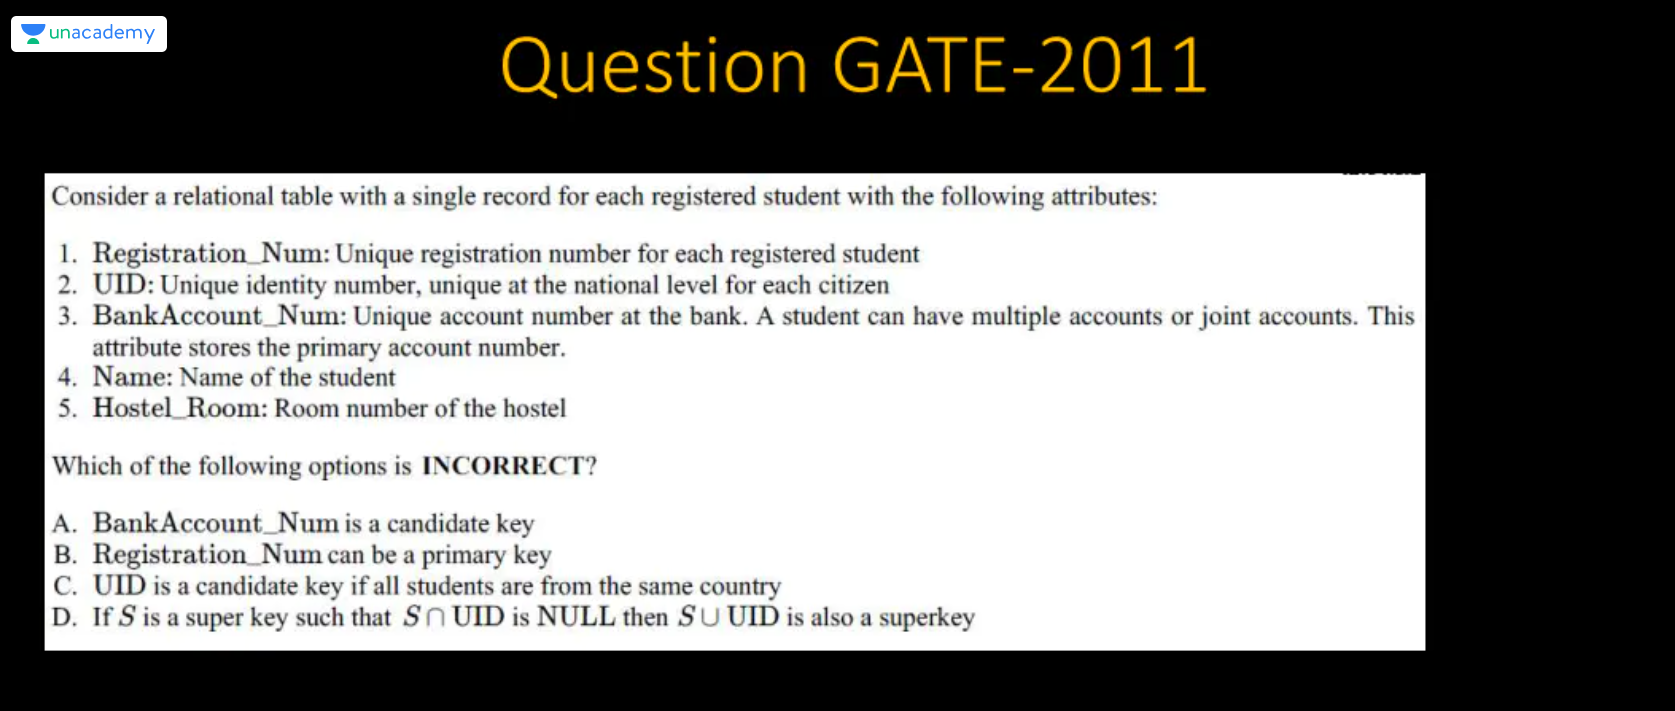 unacademy
Question GATE-2011
Consider a relational table with a single record for each registered student with the following attributes:
1. Registration_Num: Unique registration number for each registered student
2. UID: Unique identity number, unique at the national level for each citizen
3. BankAccount_Num: Unique account number at the bank. A student can have multiple accounts or joint accounts. This
attribute stores the primary account number.
4. Name: Name of the student
5. Hostel_Room: Room number of the hostel
Which of the following options is INCORRECT?
A. BankAccount_Num is a candidate key
B. Registration_Num can be a primary key
C. UID is a candidate key if all students are from the same country
D. If S is a super key such that S ∩ UID is NULL then S ∪ UID is also a superkey